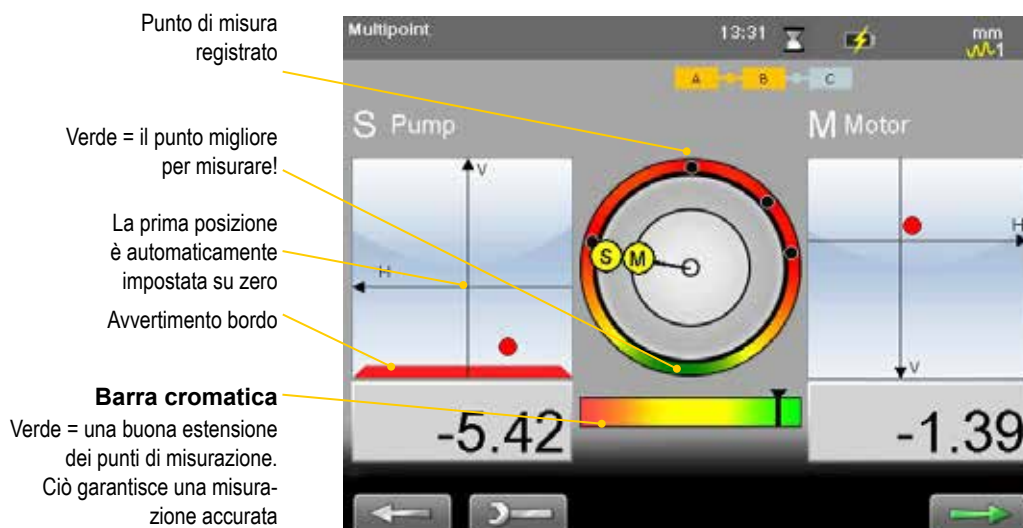 Punto di misura
registrato
Verde = il punto migliore
per misurare!
La prima posizione
è automaticamente
impostata su zero
Avvertimento bordo
Barra cromatica
Verde = una buona estensione
dei punti di misurazione.
Ciò garantisce una misura-
zione accurata
Multipoint
13:31
mm
1
A B C
S Pump
M Motor
V
H
S M
H
V
-5.42
-1.39